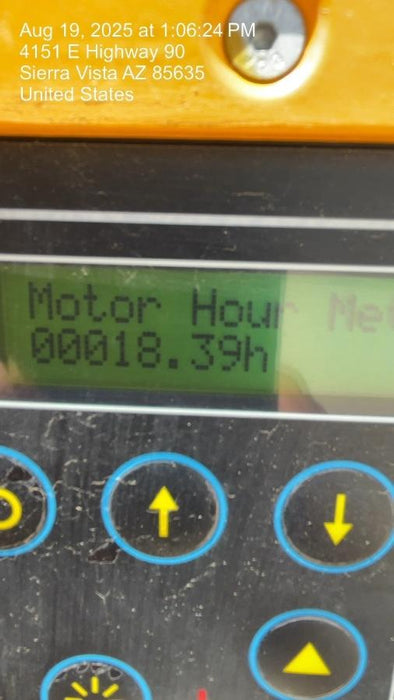 Aug 19, 2025 at 1:06:24 PM
4151 E Highway 90
Sierra Vista AZ 85635
United States
Motor Hour Me
00018.39h